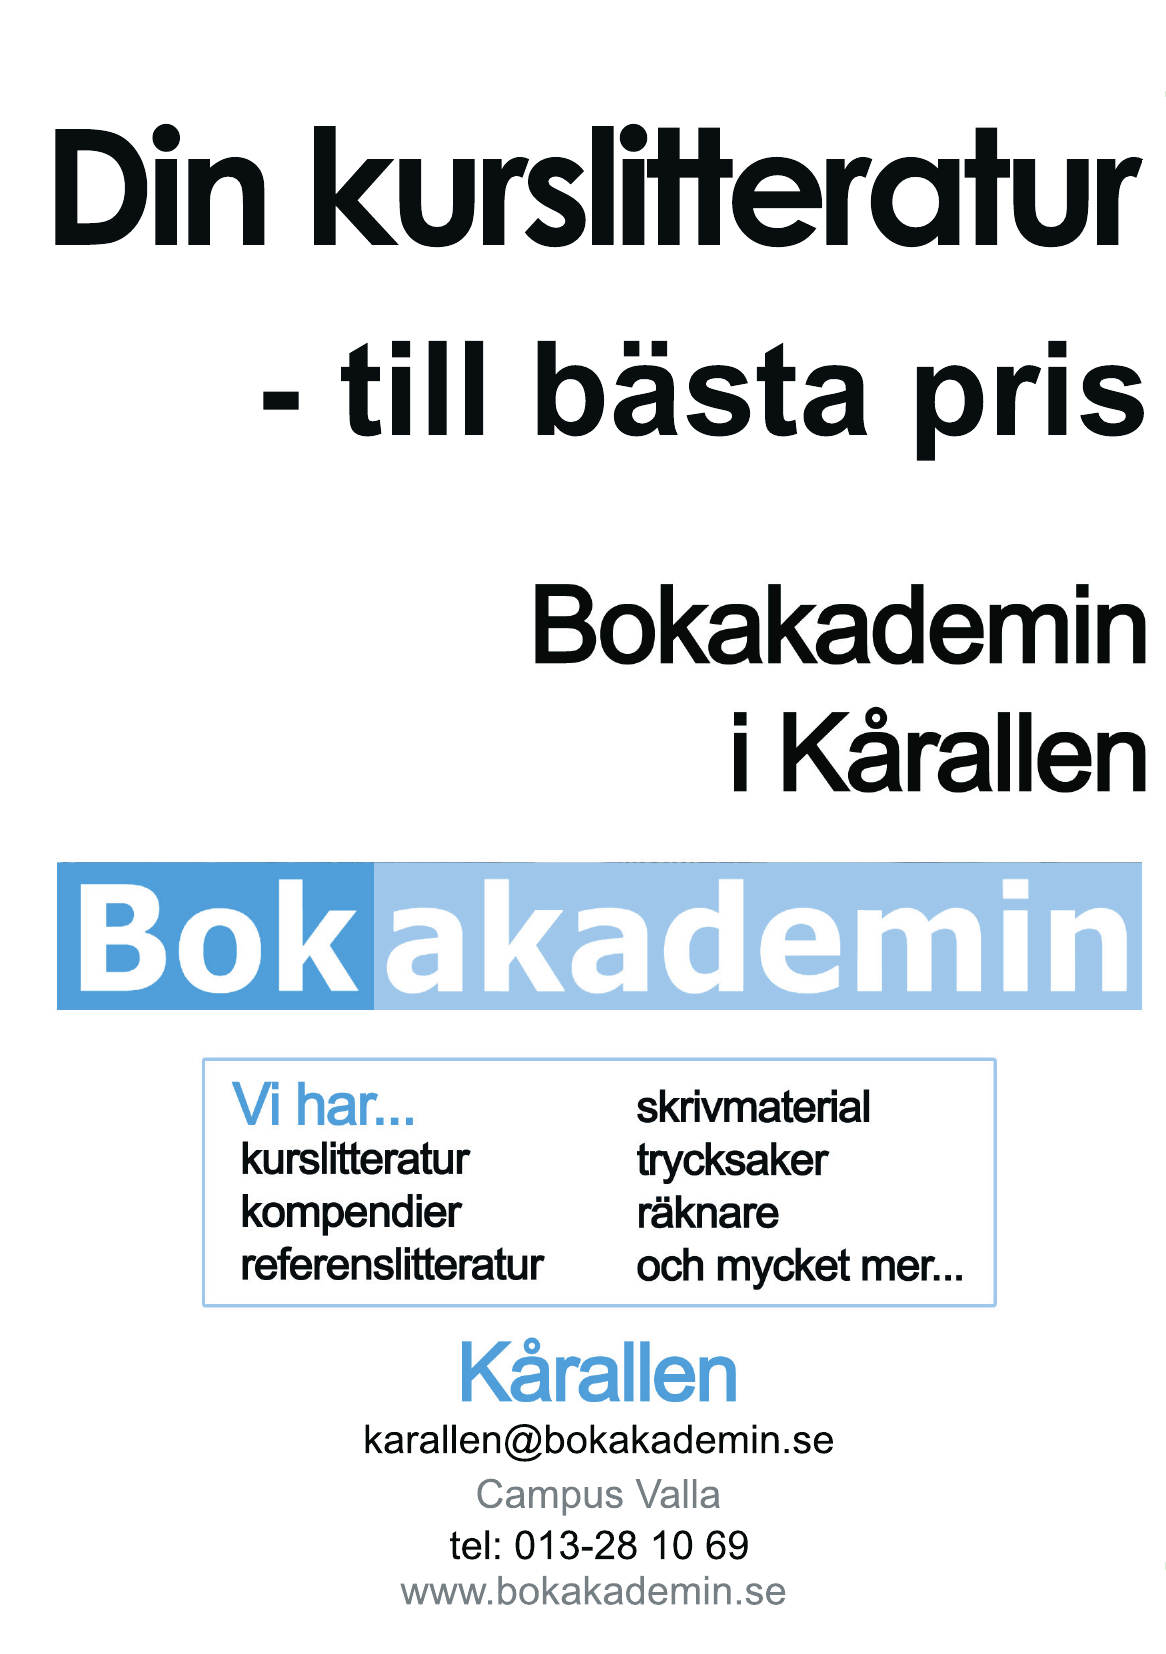 Din kurslitteratur
- till bästa pris
Bokakademin
i Kårallen
Bokakademin
Vi har...
kurslitteratur
kompendier
referenslitteratur
skrivmaterial
trycksaker
räknare
och mycket mer...
Kårallen
karallen@bokakademin.se
Campus Valla
tel: 013-28 10 69
www.bokakademin.se